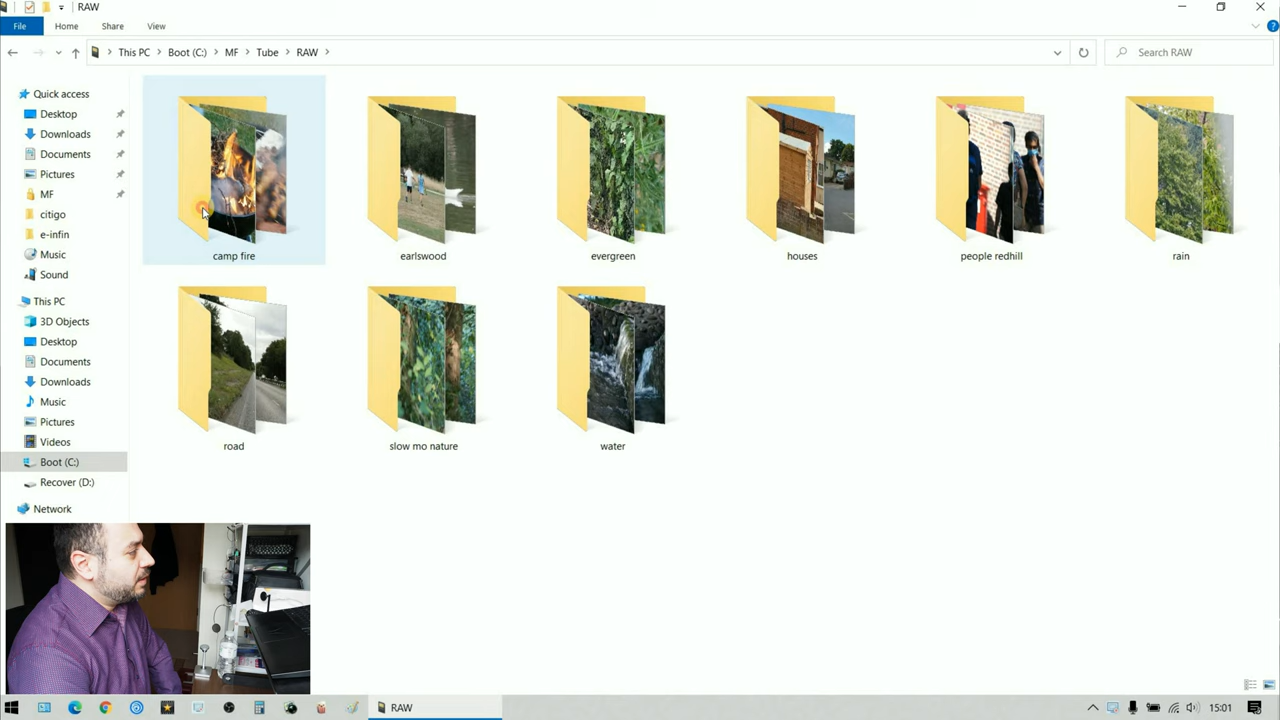 RAW
File Home Share View
This PC Boot (C:) MF Tube RAW
Search RAW
Quick access
Desktop
Downloads
Documents
Pictures
MF
citigo
e-infin
Music
Sound
This PC
3D Objects
Desktop
Documents
Downloads
Music
Pictures
Videos
Boot (C:)
Recover (D:)
Network
camp fire earlswood evergreen houses people redhill rain
road slow mo nature water
RAW
15:01